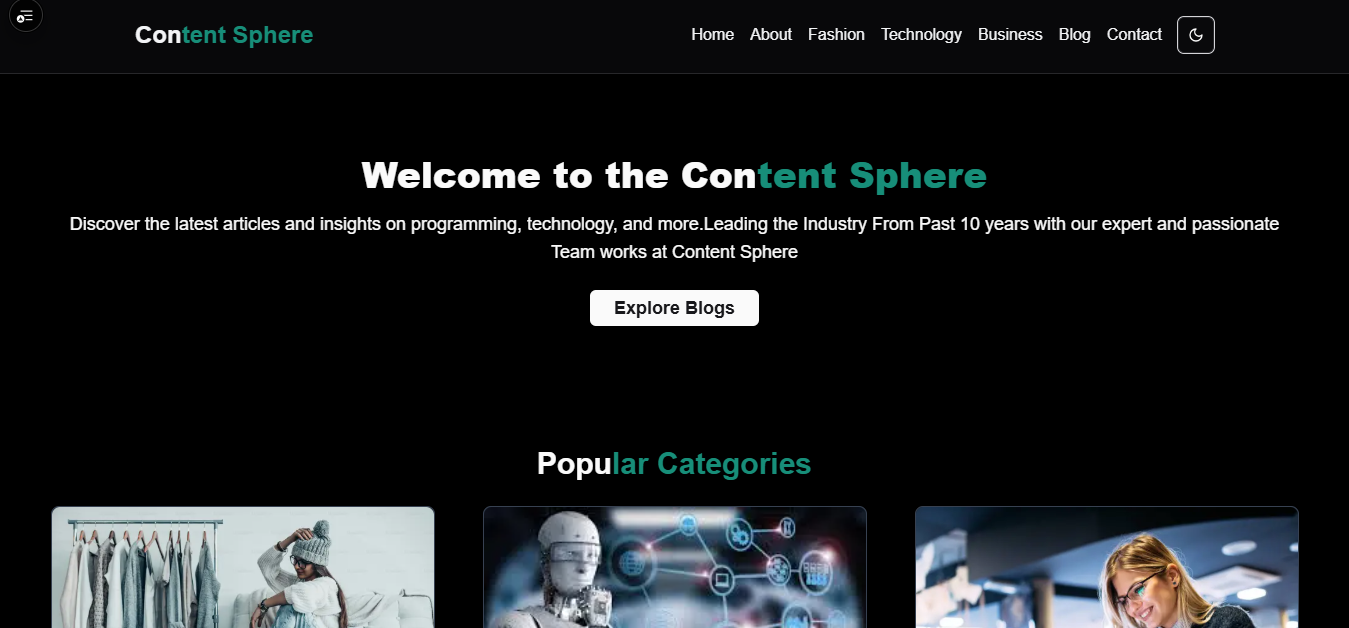 Content Sphere
Home About Fashion Technology Business Blog Contact
Welcome to the Content Sphere
Discover the latest articles and insights on programming, technology, and more.Leading the Industry From Past 10 years with our expert and passionate
Team works at Content Sphere
Explore Blogs
Popular Categories